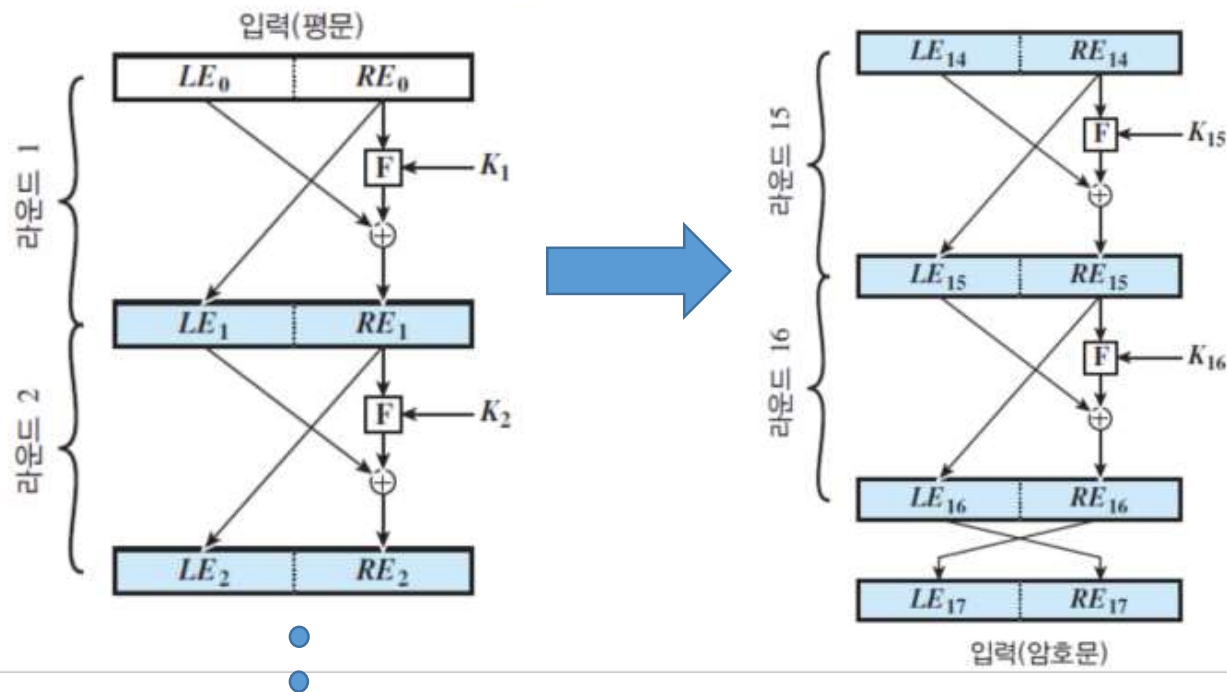 입력(평문)
LE0 RE0
라운드 1
F
K1
LE1 RE1
라운드 2
F
K2
LE2 RE2
LE14 RE14
라운드 15
F
K15
LE15 RE15
라운드 16
F
K16
LE16 RE16
LE17 RE17
입력(암호문)